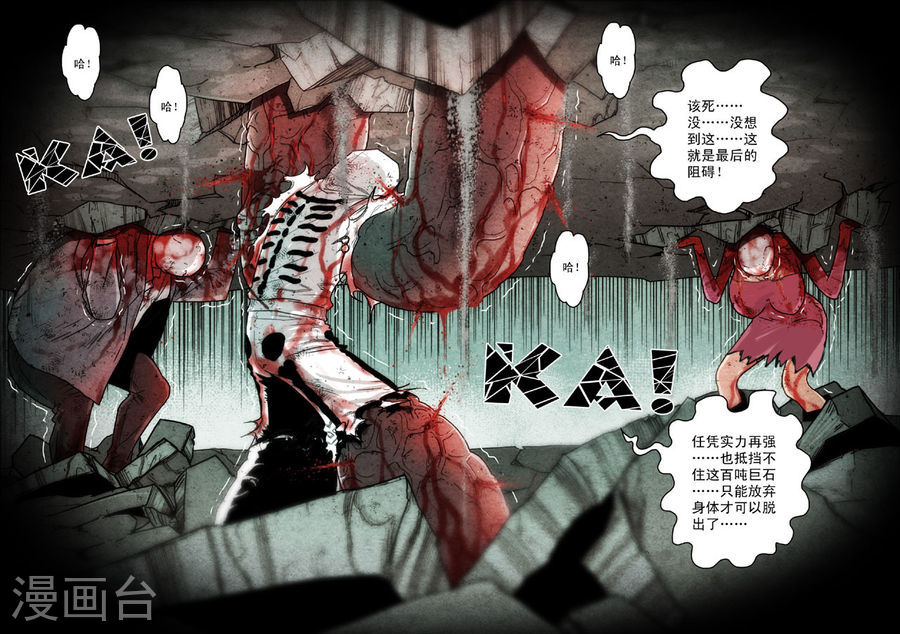 哈！
哈！
哈！
该死……
没……没想
到这……这
就是最后的
阻碍！
KA!
哈！
KA!
任凭实力再强
……也抵挡不
住这百吨巨石
……只能放弃
身体才可以脱
出了……
漫画台